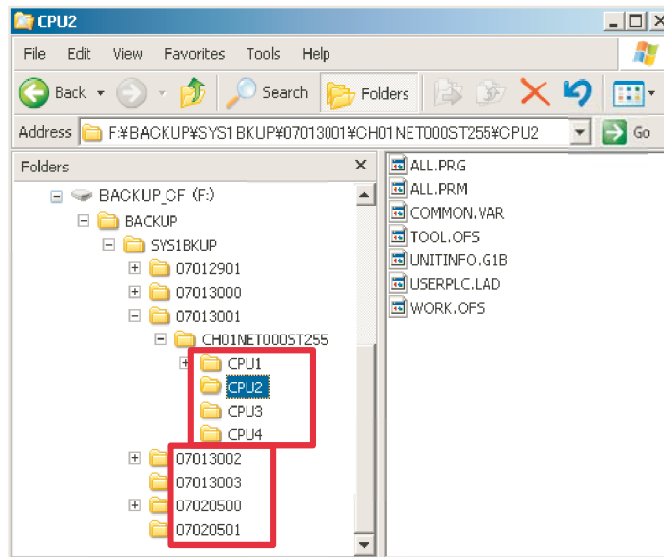 CPU2
File Edit View Favorites Tools Help
Back Search Folders
Address F:¥BACKUP¥SYS1BKUP¥07013001¥CH01NET000ST255¥CPU2 Go
Folders
BACKUP_CF (F:)
BACKUP
SYS1BKUP
07012901
07013000
07013001
CH01NET000ST255
CPU1
CPU2
CPU3
CPU4
07013002
07013003
07020500
07020501
ALL.PRG
ALL.PRM
COMMON.VAR
TOOL.OFS
UNITINFO.G1B
USERPLC.LAD
WORK.OFS